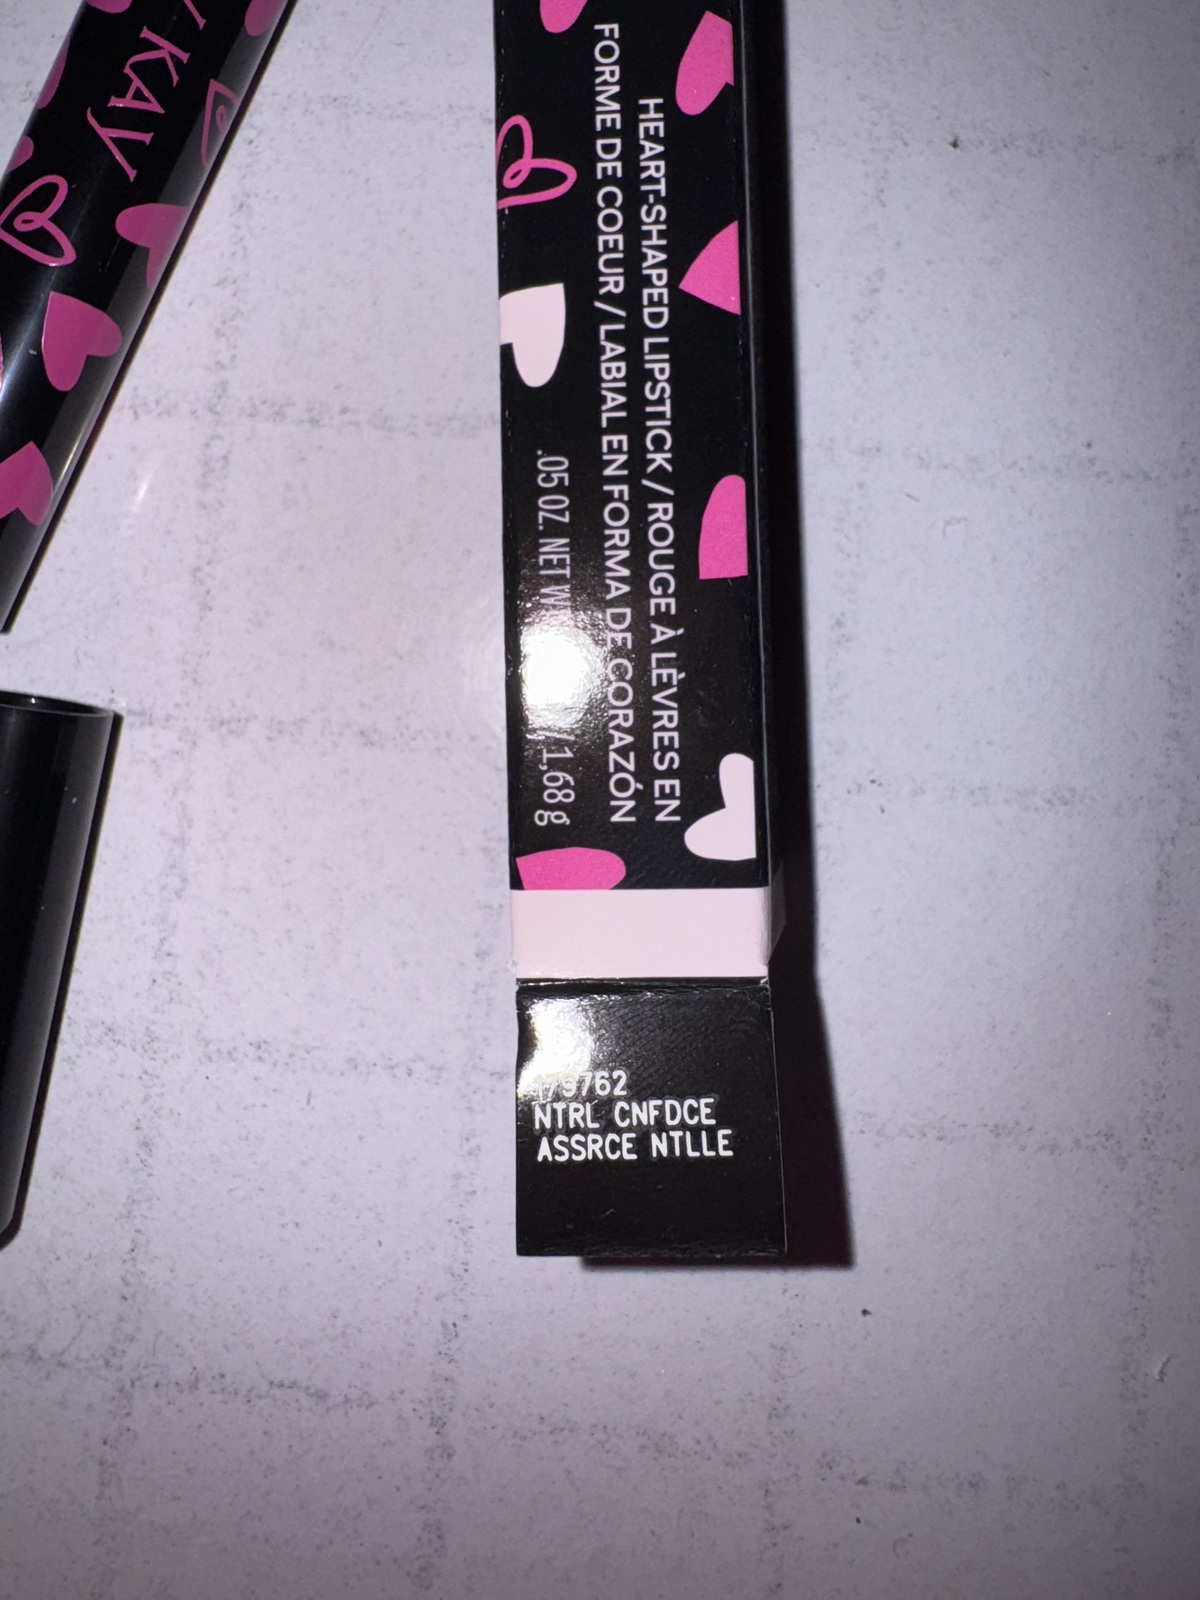 KAY
HEART-SHAPED LIPSTICK / ROUGE À LÈVRES EN
FORME DE COEUR / LABIAL EN FORMA DE CORAZÓN
.05 OZ. NET / 1,68 g
179762
NTRL CNFDCE
ASSRCE NTLLE